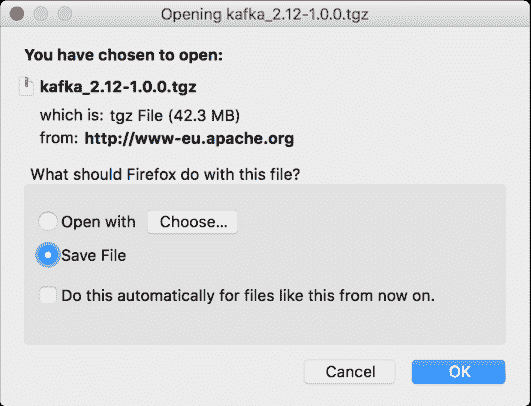 Opening kafka_2.12-1.0.0.tgz
You have chosen to open:
kafka_2.12-1.0.0.tgz
which is: tgz File (42.3 MB)
from: http://www-eu.apache.org
What should Firefox do with this file?
Open with Choose...
Save File
Do this automatically for files like this from now on.
Cancel OK